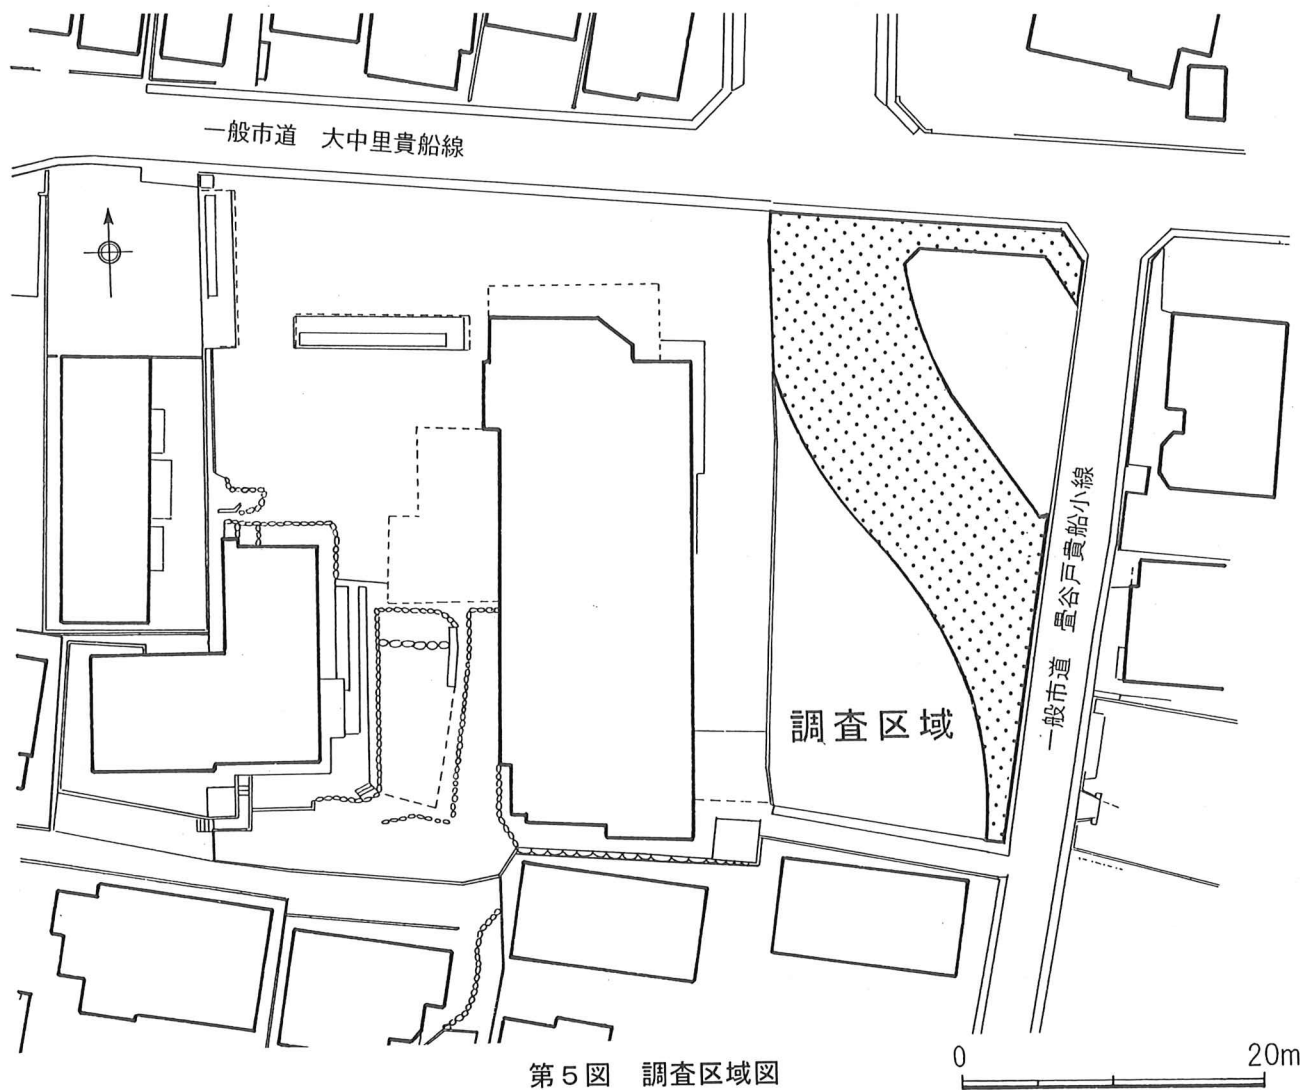 一般市道　大中里貴船線
一般市道　畳谷戸貴船小線
調査区域
0　20m
第５図　調査区域図